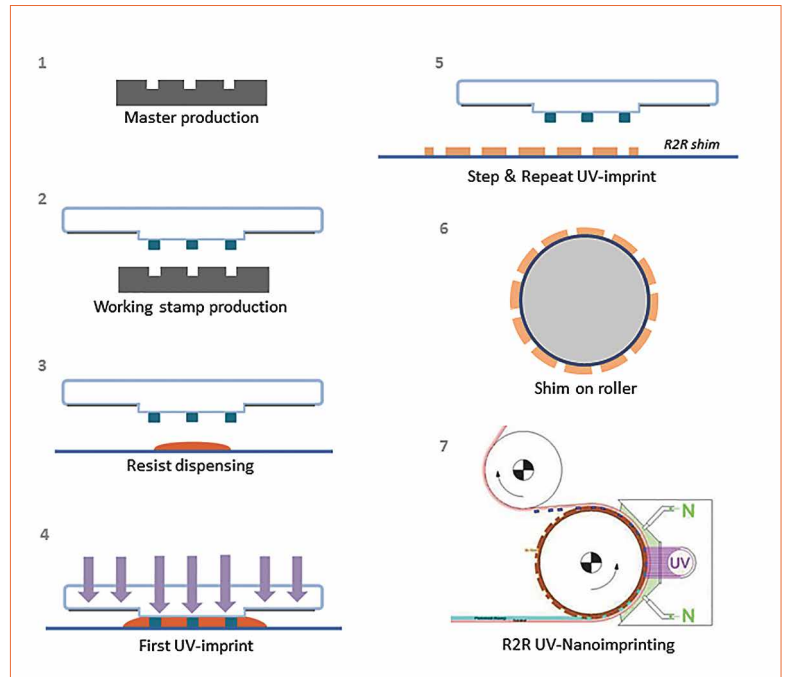 1
Master production
2
Working stamp production
3
Resist dispensing
4
First UV-imprint
5
R2R shim
Step & Repeat UV-imprint
6
Shim on roller
7
N
UV
N
R2R UV-Nanoimprinting